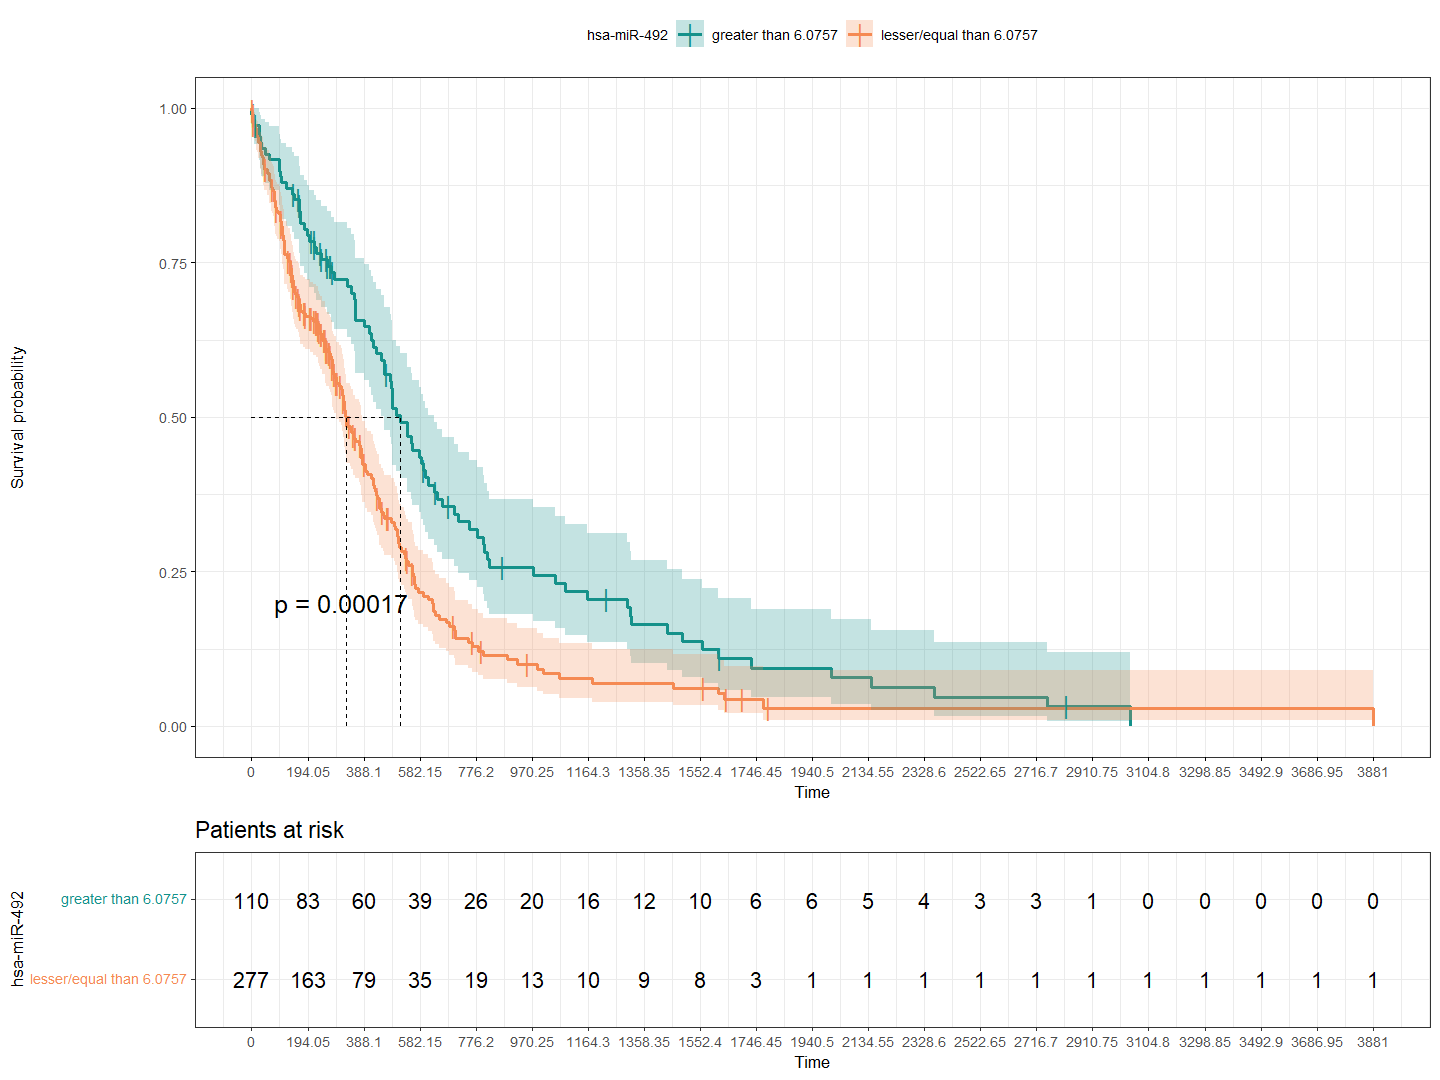 hsa-miR-492 greater than 6.0757 lesser/equal than 6.0757
Survival probability
1.00
0.75
0.50
0.25
0.00
p = 0.00017
0 194.05 388.1 582.15 776.2 970.25 1164.3 1358.35 1552.4 1746.45 1940.5 2134.55 2328.6 2522.65 2716.7 2910.75 3104.8 3298.85 3492.9 3686.95 3881
Time
Patients at risk
hsa-miR-492
greater than 6.0757 110 83 60 39 26 20 16 12 10 6 6 5 4 3 3 1 0 0 0 0 0
lesser/equal than 6.0757 277 163 79 35 19 13 10 9 8 3 1 1 1 1 1 1 1 1 1 1 1
0 194.05 388.1 582.15 776.2 970.25 1164.3 1358.35 1552.4 1746.45 1940.5 2134.55 2328.6 2522.65 2716.7 2910.75 3104.8 3298.85 3492.9 3686.95 3881
Time